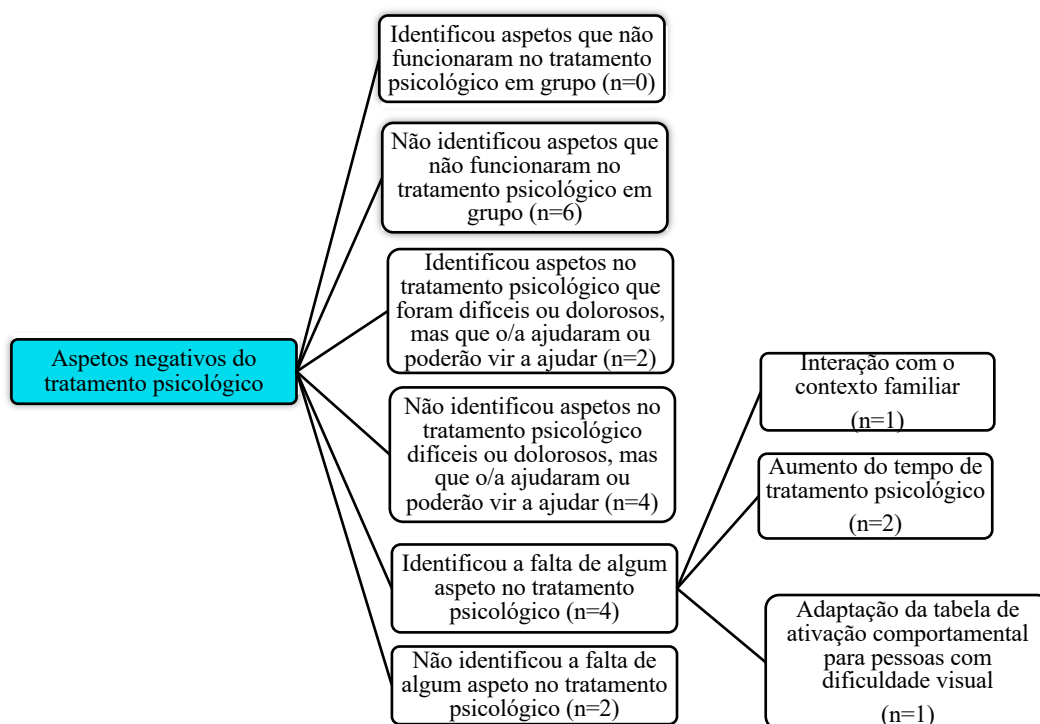 Identificou aspetos que não
funcionaram no tratamento
psicológico em grupo (n=0)
Não identificou aspetos que
não funcionaram no
tratamento psicológico em
grupo (n=6)
Identificou aspetos no
tratamento psicológico que
foram difíceis ou dolorosos,
mas que o/a ajudaram ou
poderão vir a ajudar (n=2)
Aspetos negativos do
tratamento psicológico
Não identificou aspetos no
tratamento psicológico
difíceis ou dolorosos, mas
que o/a ajudaram ou
poderão vir a ajudar (n=4)
Identificou a falta de algum
aspeto no tratamento
psicológico (n=4)
Não identificou a falta de
algum aspeto no tratamento
psicológico (n=2)
Interação com o
contexto familiar
(n=1)
Aumento do tempo de
tratamento psicológico
(n=2)
Adaptação da tabela de
ativação comportamental
para pessoas com
dificuldade visual
(n=1)